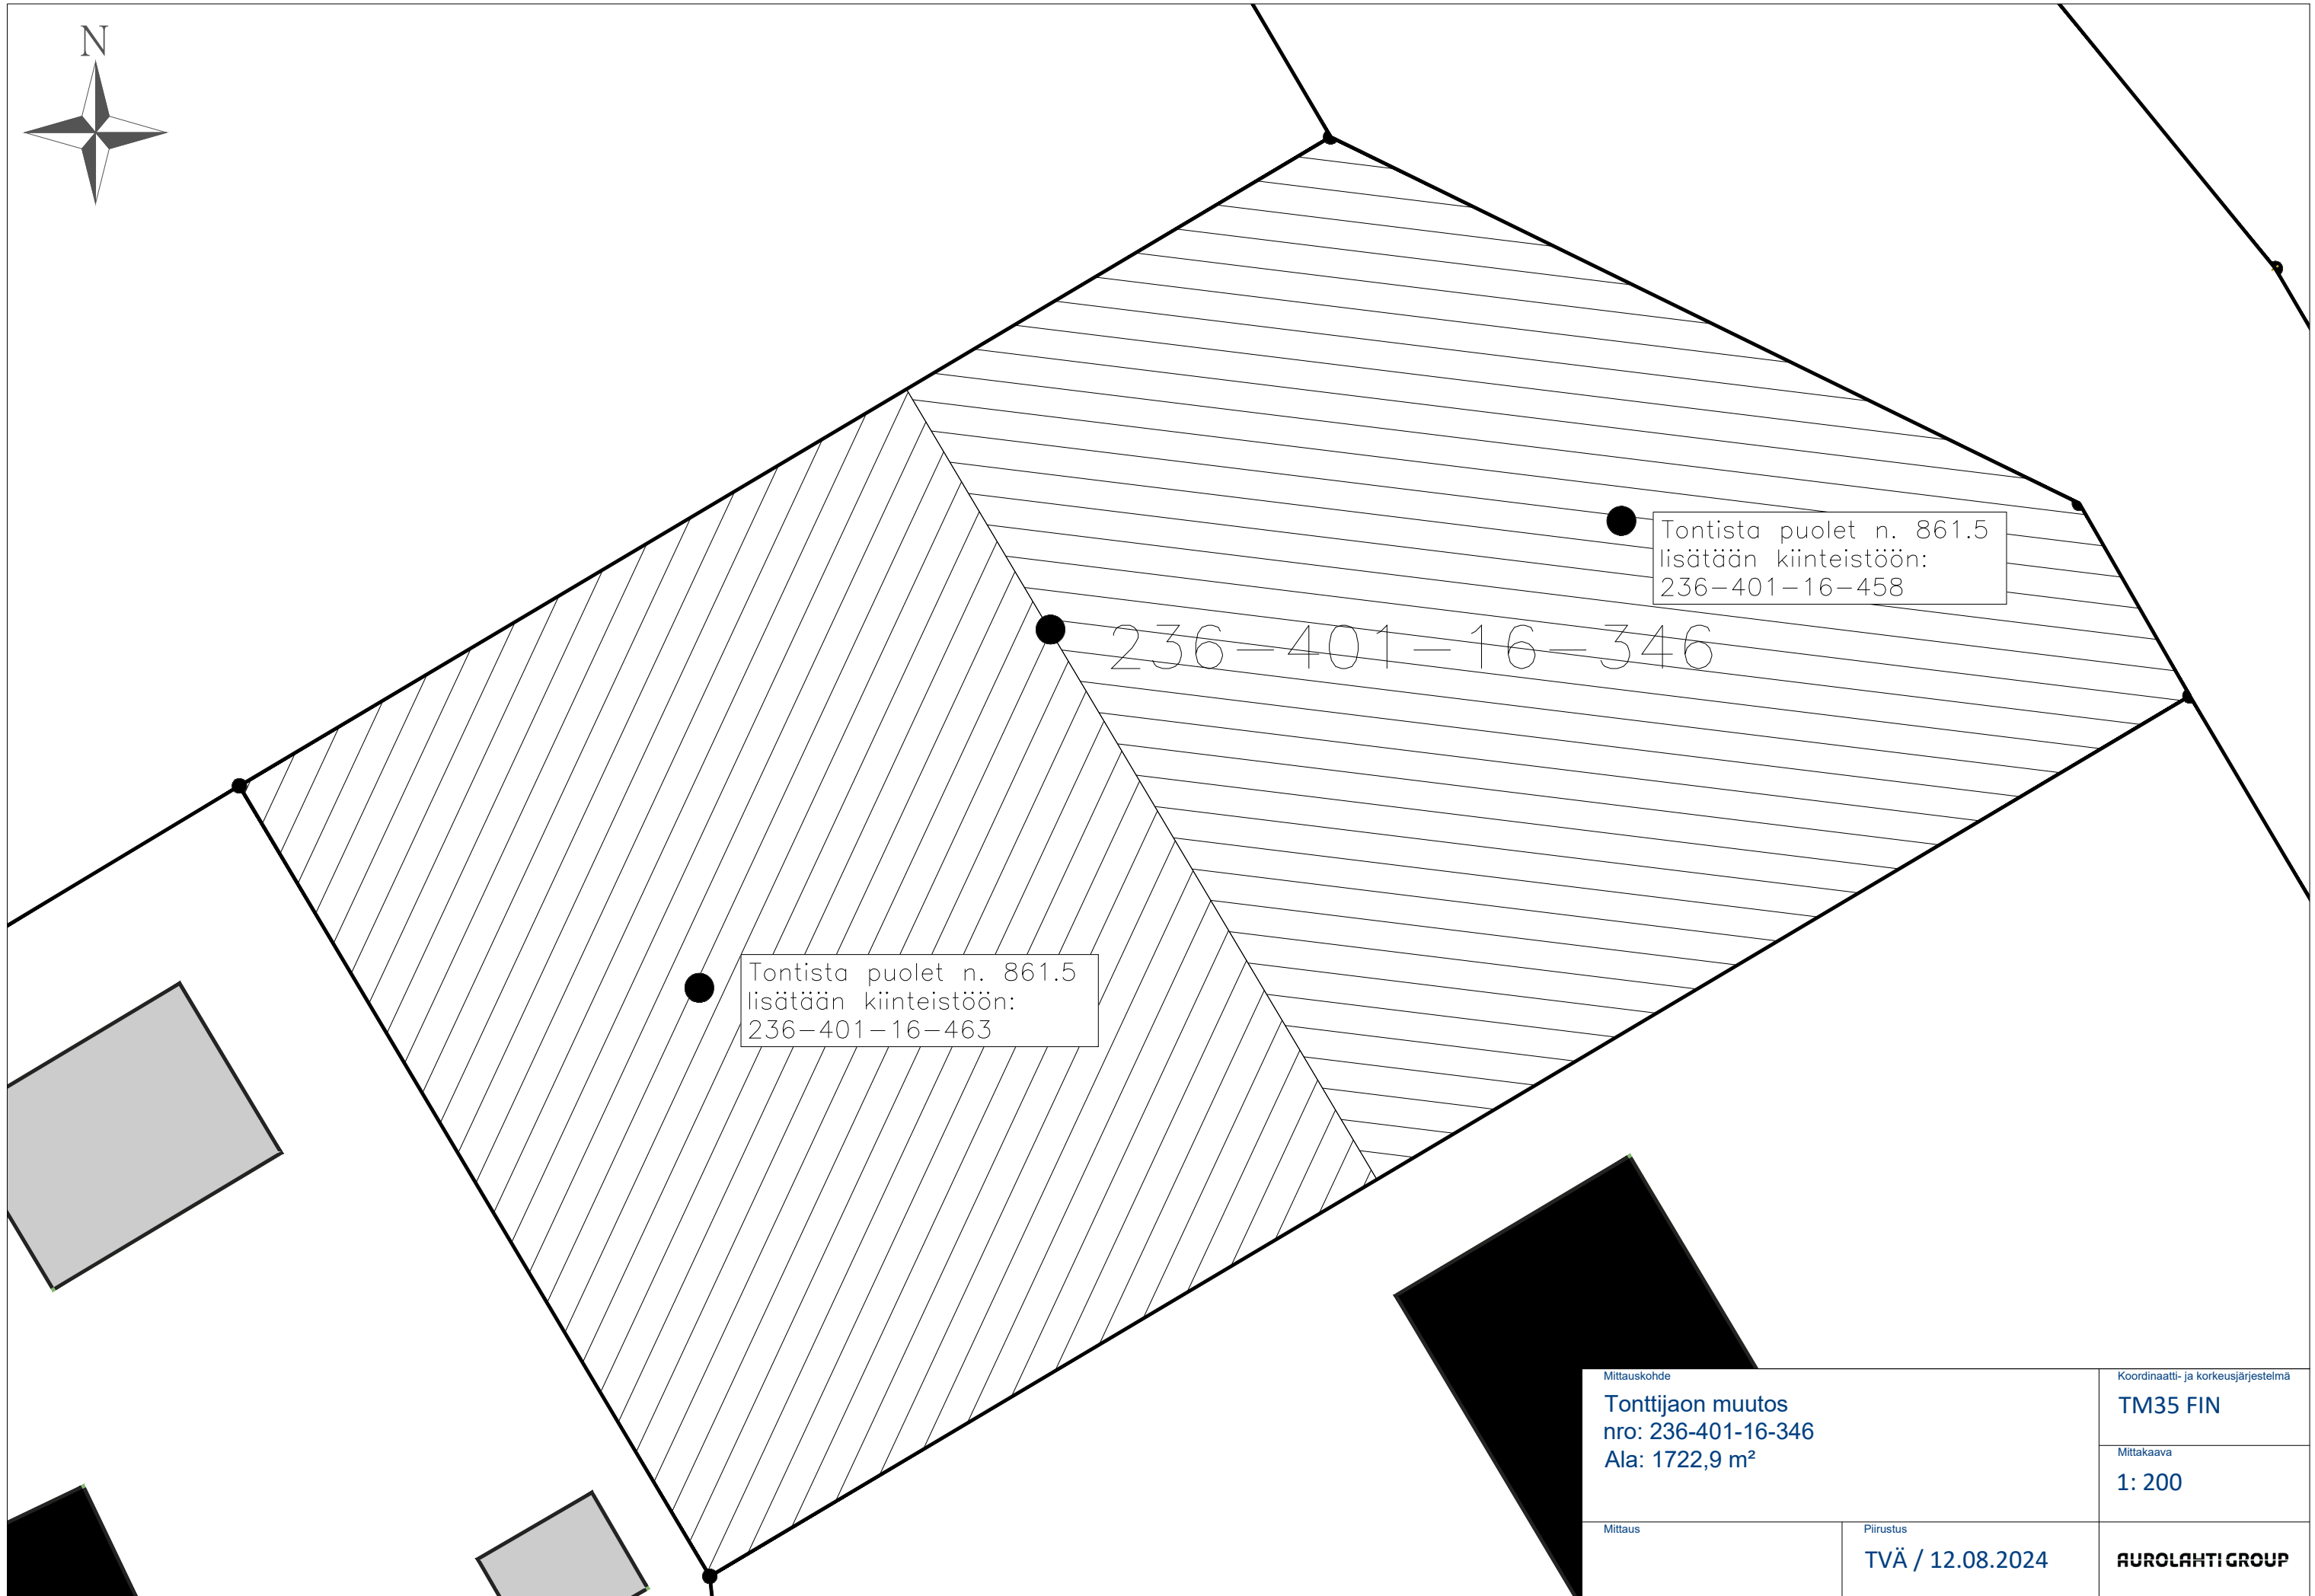 N
Tontista puolet n. 861.5
lisätään kiinteistöön:
236-401-16-458
236-401-16-346
Tontista puolet n. 861.5
lisätään kiinteistöön:
236-401-16-463
Mittauskohde
Tonttijaon muutos
nro: 236-401-16-346
Ala: 1722,9 m²
Koordinaatti- ja korkeusjärjestelmä
TM35 FIN
Mittakaava
1: 200
Mittaus
Piirustus
TVÄ / 12.08.2024
AUROLAHTI GROUP